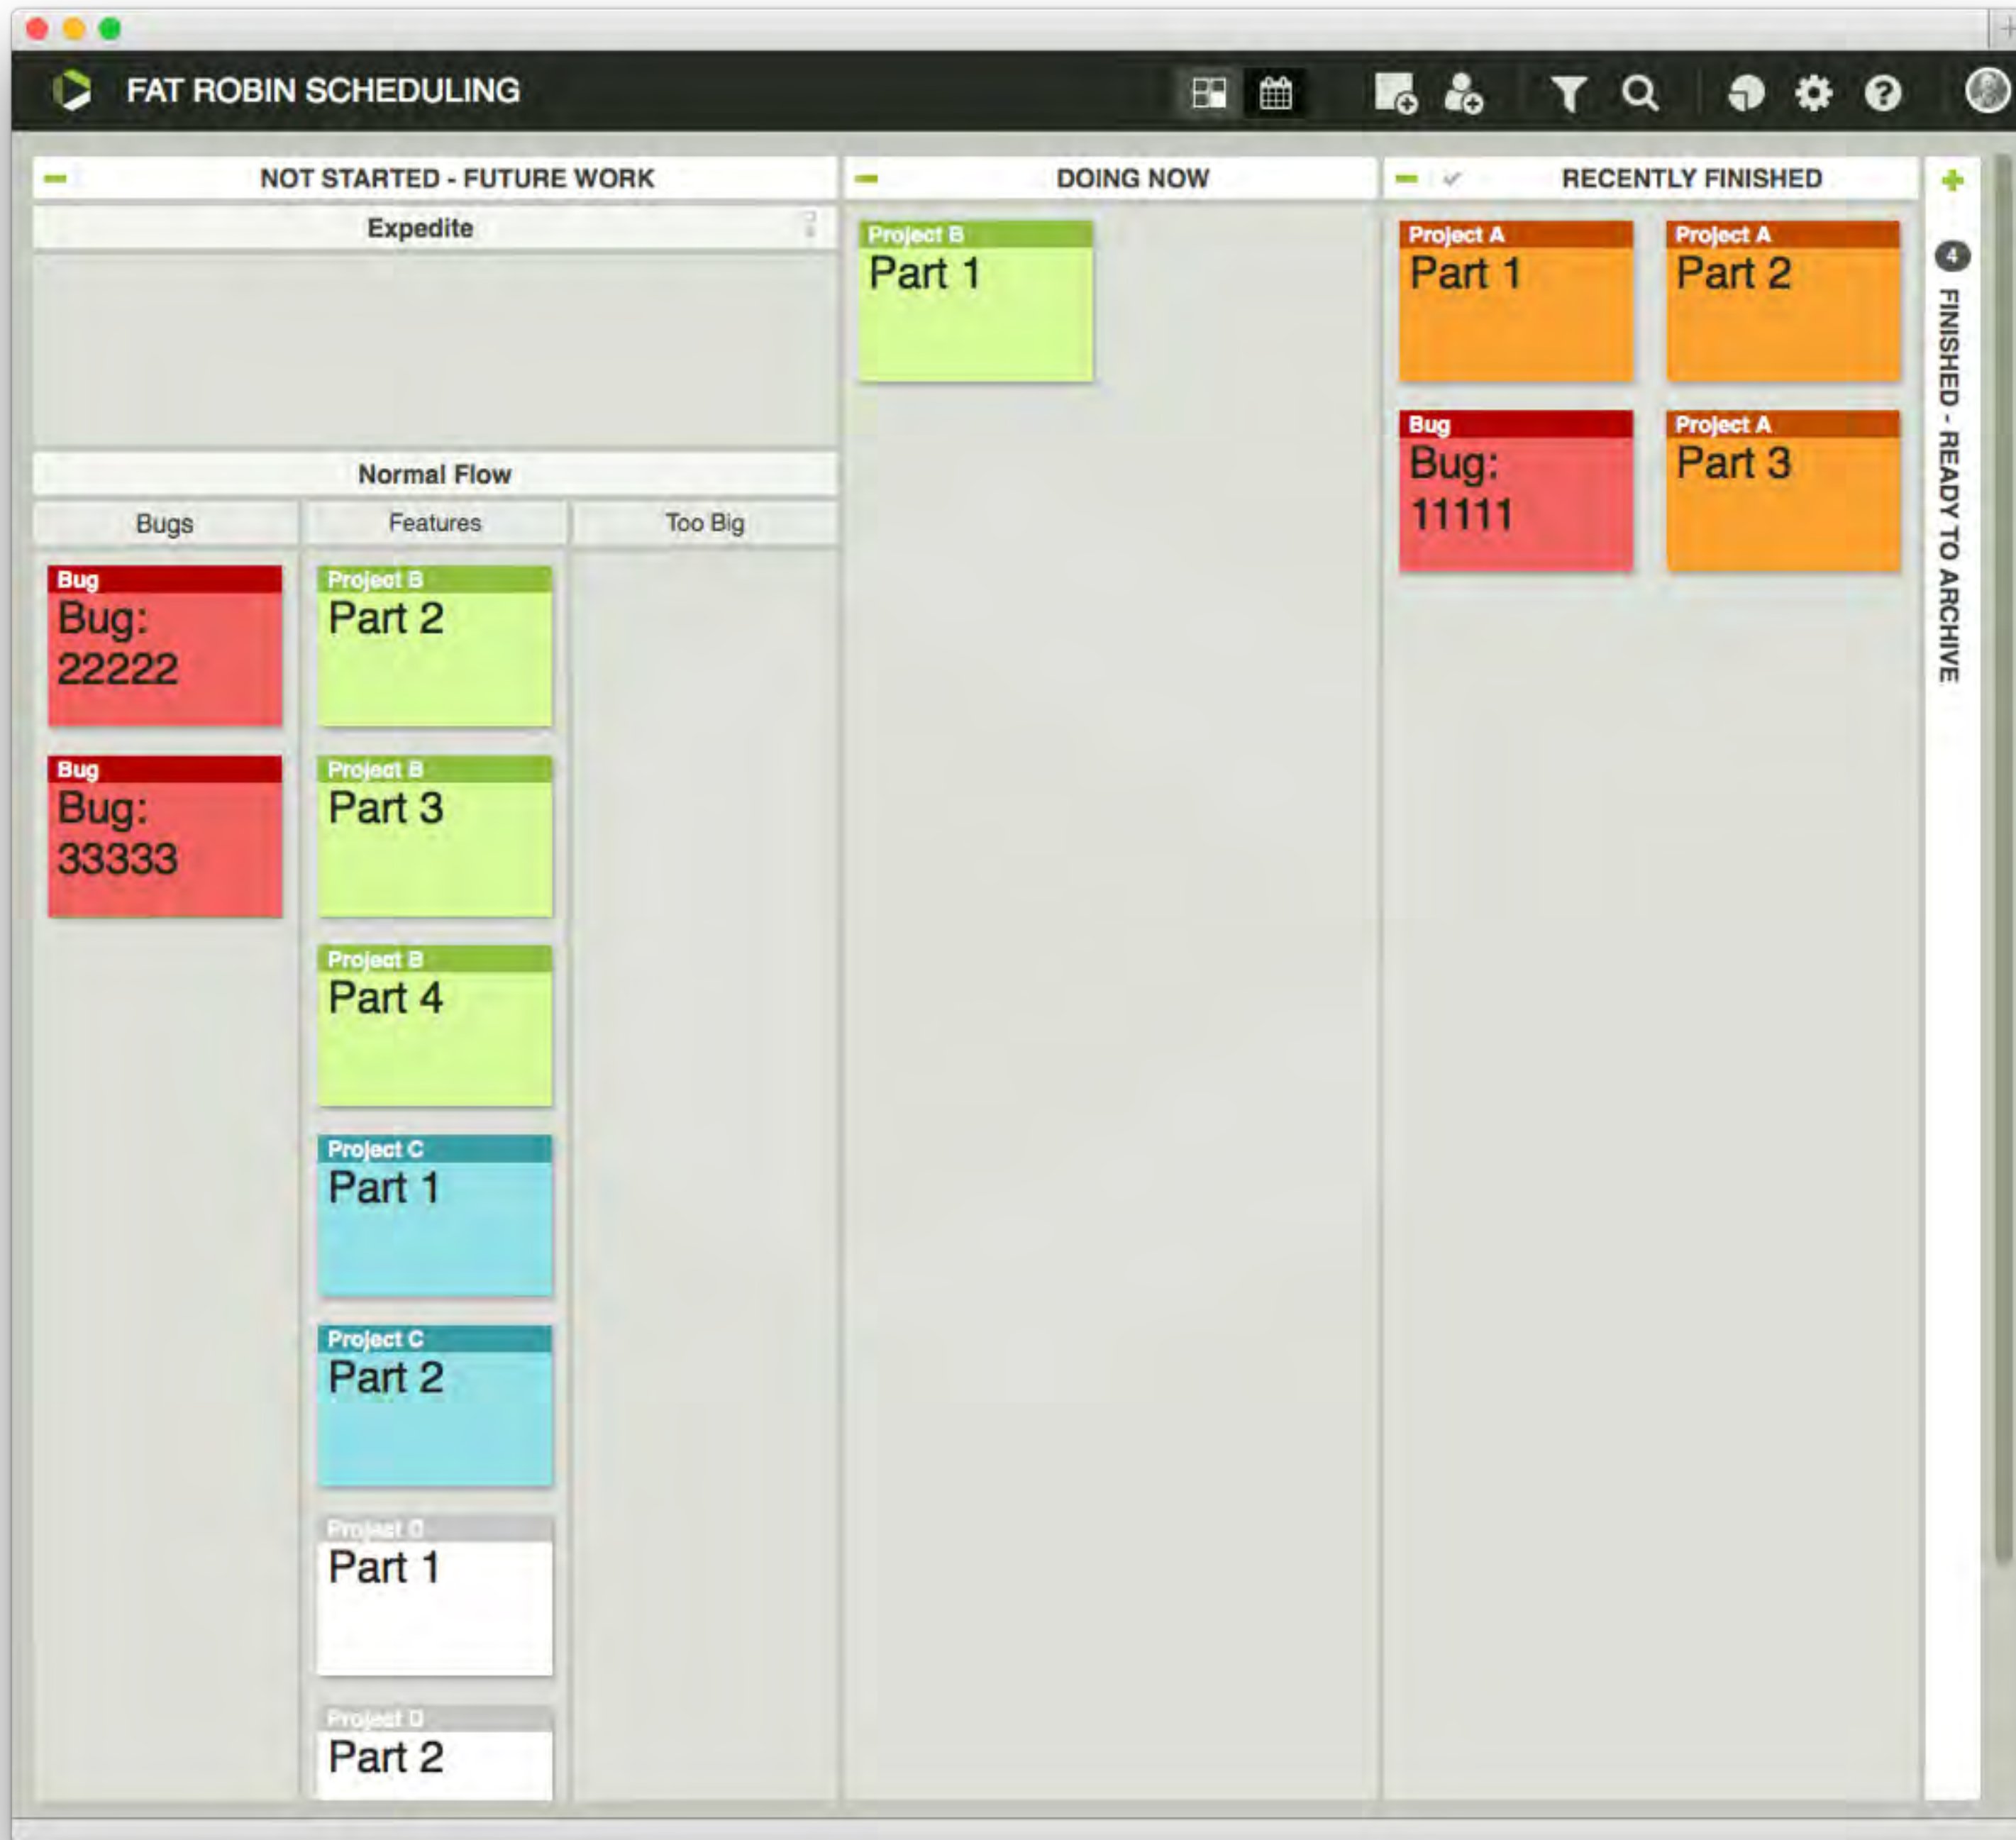 FAT ROBIN SCHEDULING
NOT STARTED - FUTURE WORK
Expedite
Normal Flow
Bugs
Features
Too Big
Bug
Bug:
22222
Bug
Bug:
33333
Project B
Part 2
Project B
Part 3
Project B
Part 4
Project C
Part 1
Project C
Part 2
Project D
Part 1
Project D
Part 2
DOING NOW
Project B
Part 1
RECENTLY FINISHED
Project A
Part 1
Project A
Part 2
Bug
Bug:
11111
Project A
Part 3
4
FINISHED - READY TO ARCHIVE